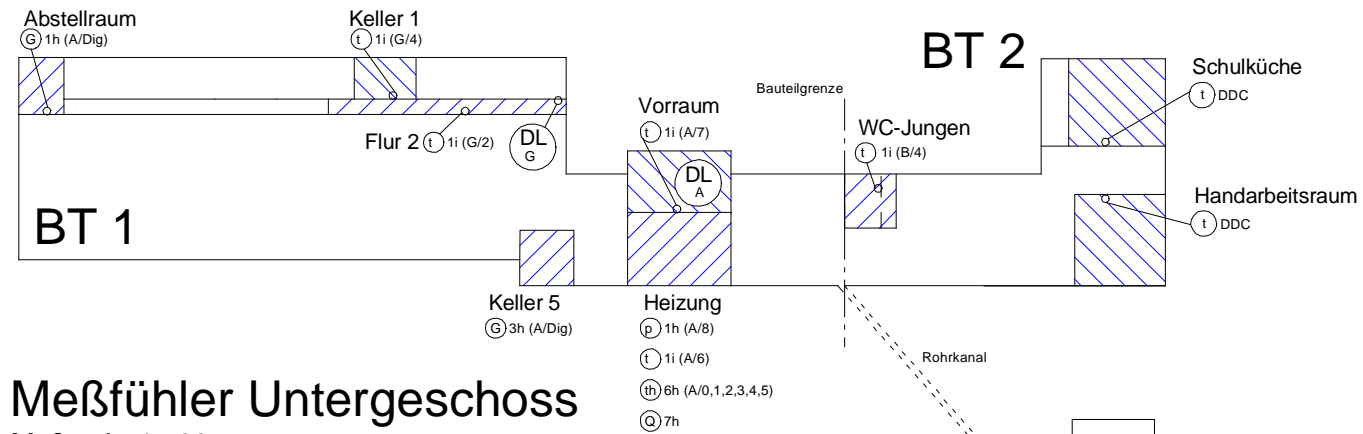 Abstellraum
G 1h (A/Dig)
Keller 1
t 1i (G/4)
BT 2
Bauteilgrenze
Schulküche
t DDC
Vorraum
t 1i (A/7)
WC-Jungen
t 1i (B/4)
Flur 2 t 1i (G/2)
DL
G
DL
A
Handarbeitsraum
t DDC
BT 1
Keller 5
G 3h (A/Dig)
Heizung
p 1h (A/8)
t 1i (A/6)
th 6h (A/0,1,2,3,4,5)
Q 7h
Rohrkanal
Meßfühler Untergeschoss